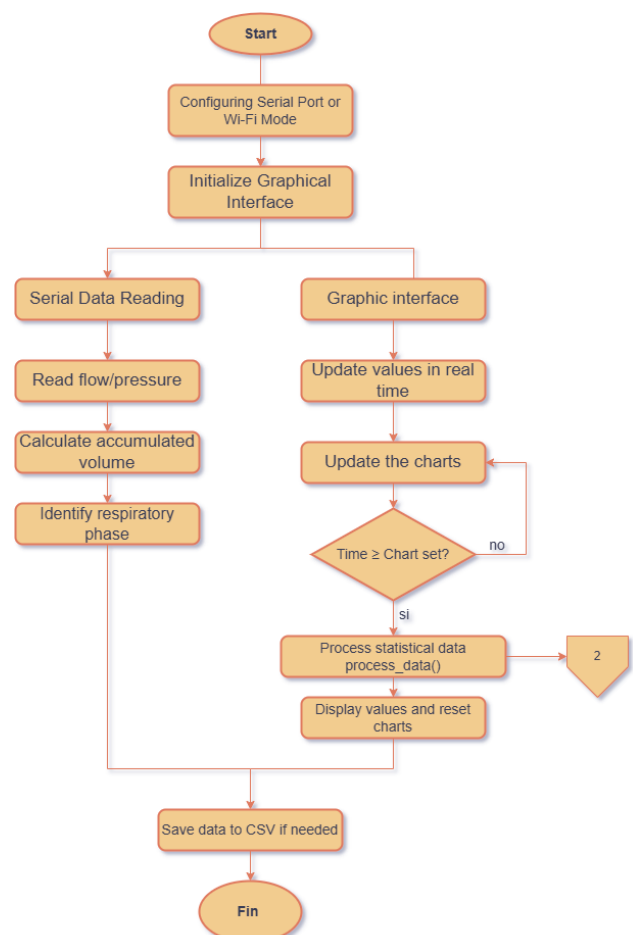 Start
Configuring Serial Port or
Wi-Fi Mode
Initialize Graphical
Interface
Serial Data Reading
Graphic interface
Read flow/pressure
Update values in real
time
Calculate accumulated
volume
Update the charts
Identify respiratory
phase
Time ≥ Chart set?
no
si
Process statistical data
process_data()
2
Display values and reset
charts
Save data to CSV if needed
Fin